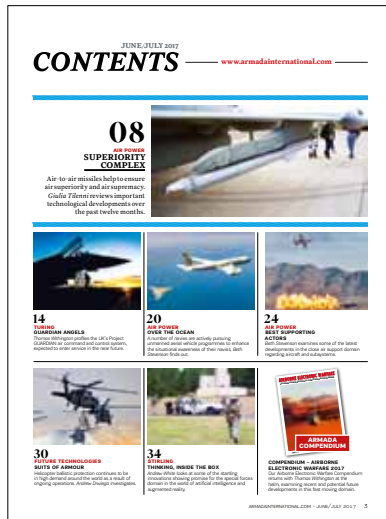 JUNE/JULY 2017
CONTENTS
www.armadainternational.com
08
AIR POWER
SUPERIORITY
COMPLEX
Air-to-air missiles help to ensure
air superiority and air supremacy.
Giulia Tilenni reviews important
technological developments over
the past twelve months.
14
TURING
GUARDIAN ANGELS
Thomas Withington profiles the UK's Project
GUARDIAN air command and control system,
expected to enter service in the near future.
20
AIR POWER
OVER THE OCEAN
A number of navies are actively pursuing
unmanned aerial vehicle programmes to enhance
the situational awareness of their navies, Beth
Stevenson finds out.
24
AIR POWER
BEST SUPPORTING
ACTORS
Beth Stevenson examines some of the latest
developments in the close air support domain
regarding aircraft and subsystems.
30
FUTURE TECHNOLOGIES
SUITS OF ARMOUR
Helicopter ballistic protection continues to be
in high demand around the world as a result of
ongoing operations. Andrew Drwiega investigates.
34
STIRLING
THINKING, INSIDE THE BOX
Andrew White looks at some of the startling
innovations showing promise for the special forces
domain in the world of artificial intelligence and
augmented reality.
AIRBORNE ELECTRONIC WARFARE
ARMADA
COMPENDIUM
COMPENDIUM – AIRBORNE
ELECTRONIC WARFARE 2017
Our Airborne Electronic Warfare Compendium
returns with Thomas Withington at the
helm, examining recent and potential future
developments in this fast moving domain.
ARMADAINTERNATIONAL.COM - JUNE/JULY 2017 3